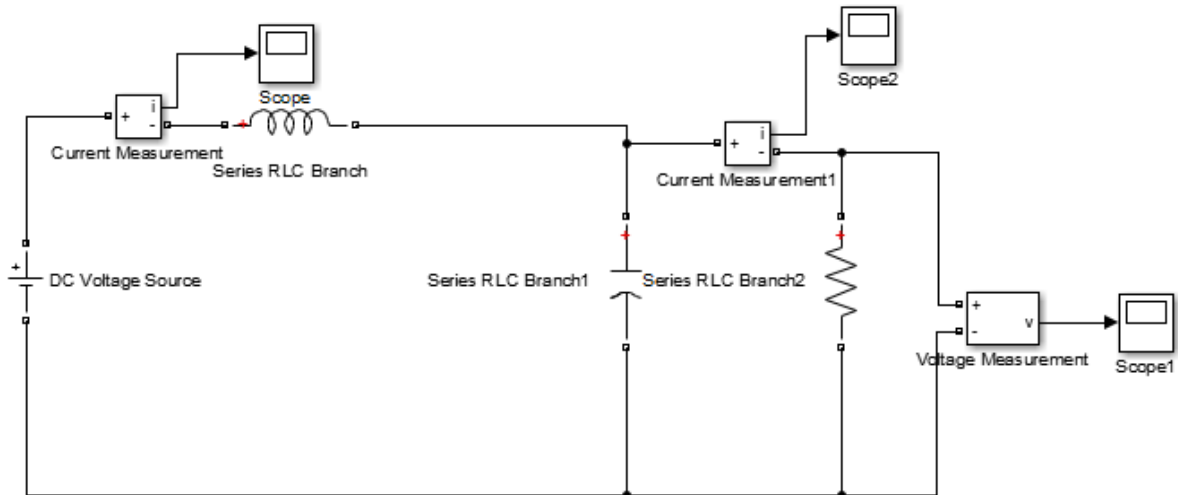 Scope2
i
+
-
Scope
Current Measurement
Series RLC Branch
i
+
-
Current Measurement1
+
DC Voltage Source
+
Series RLC Branch1
+
Series RLC Branch2
+
+
-
v
Voltage Measurement
Scope1